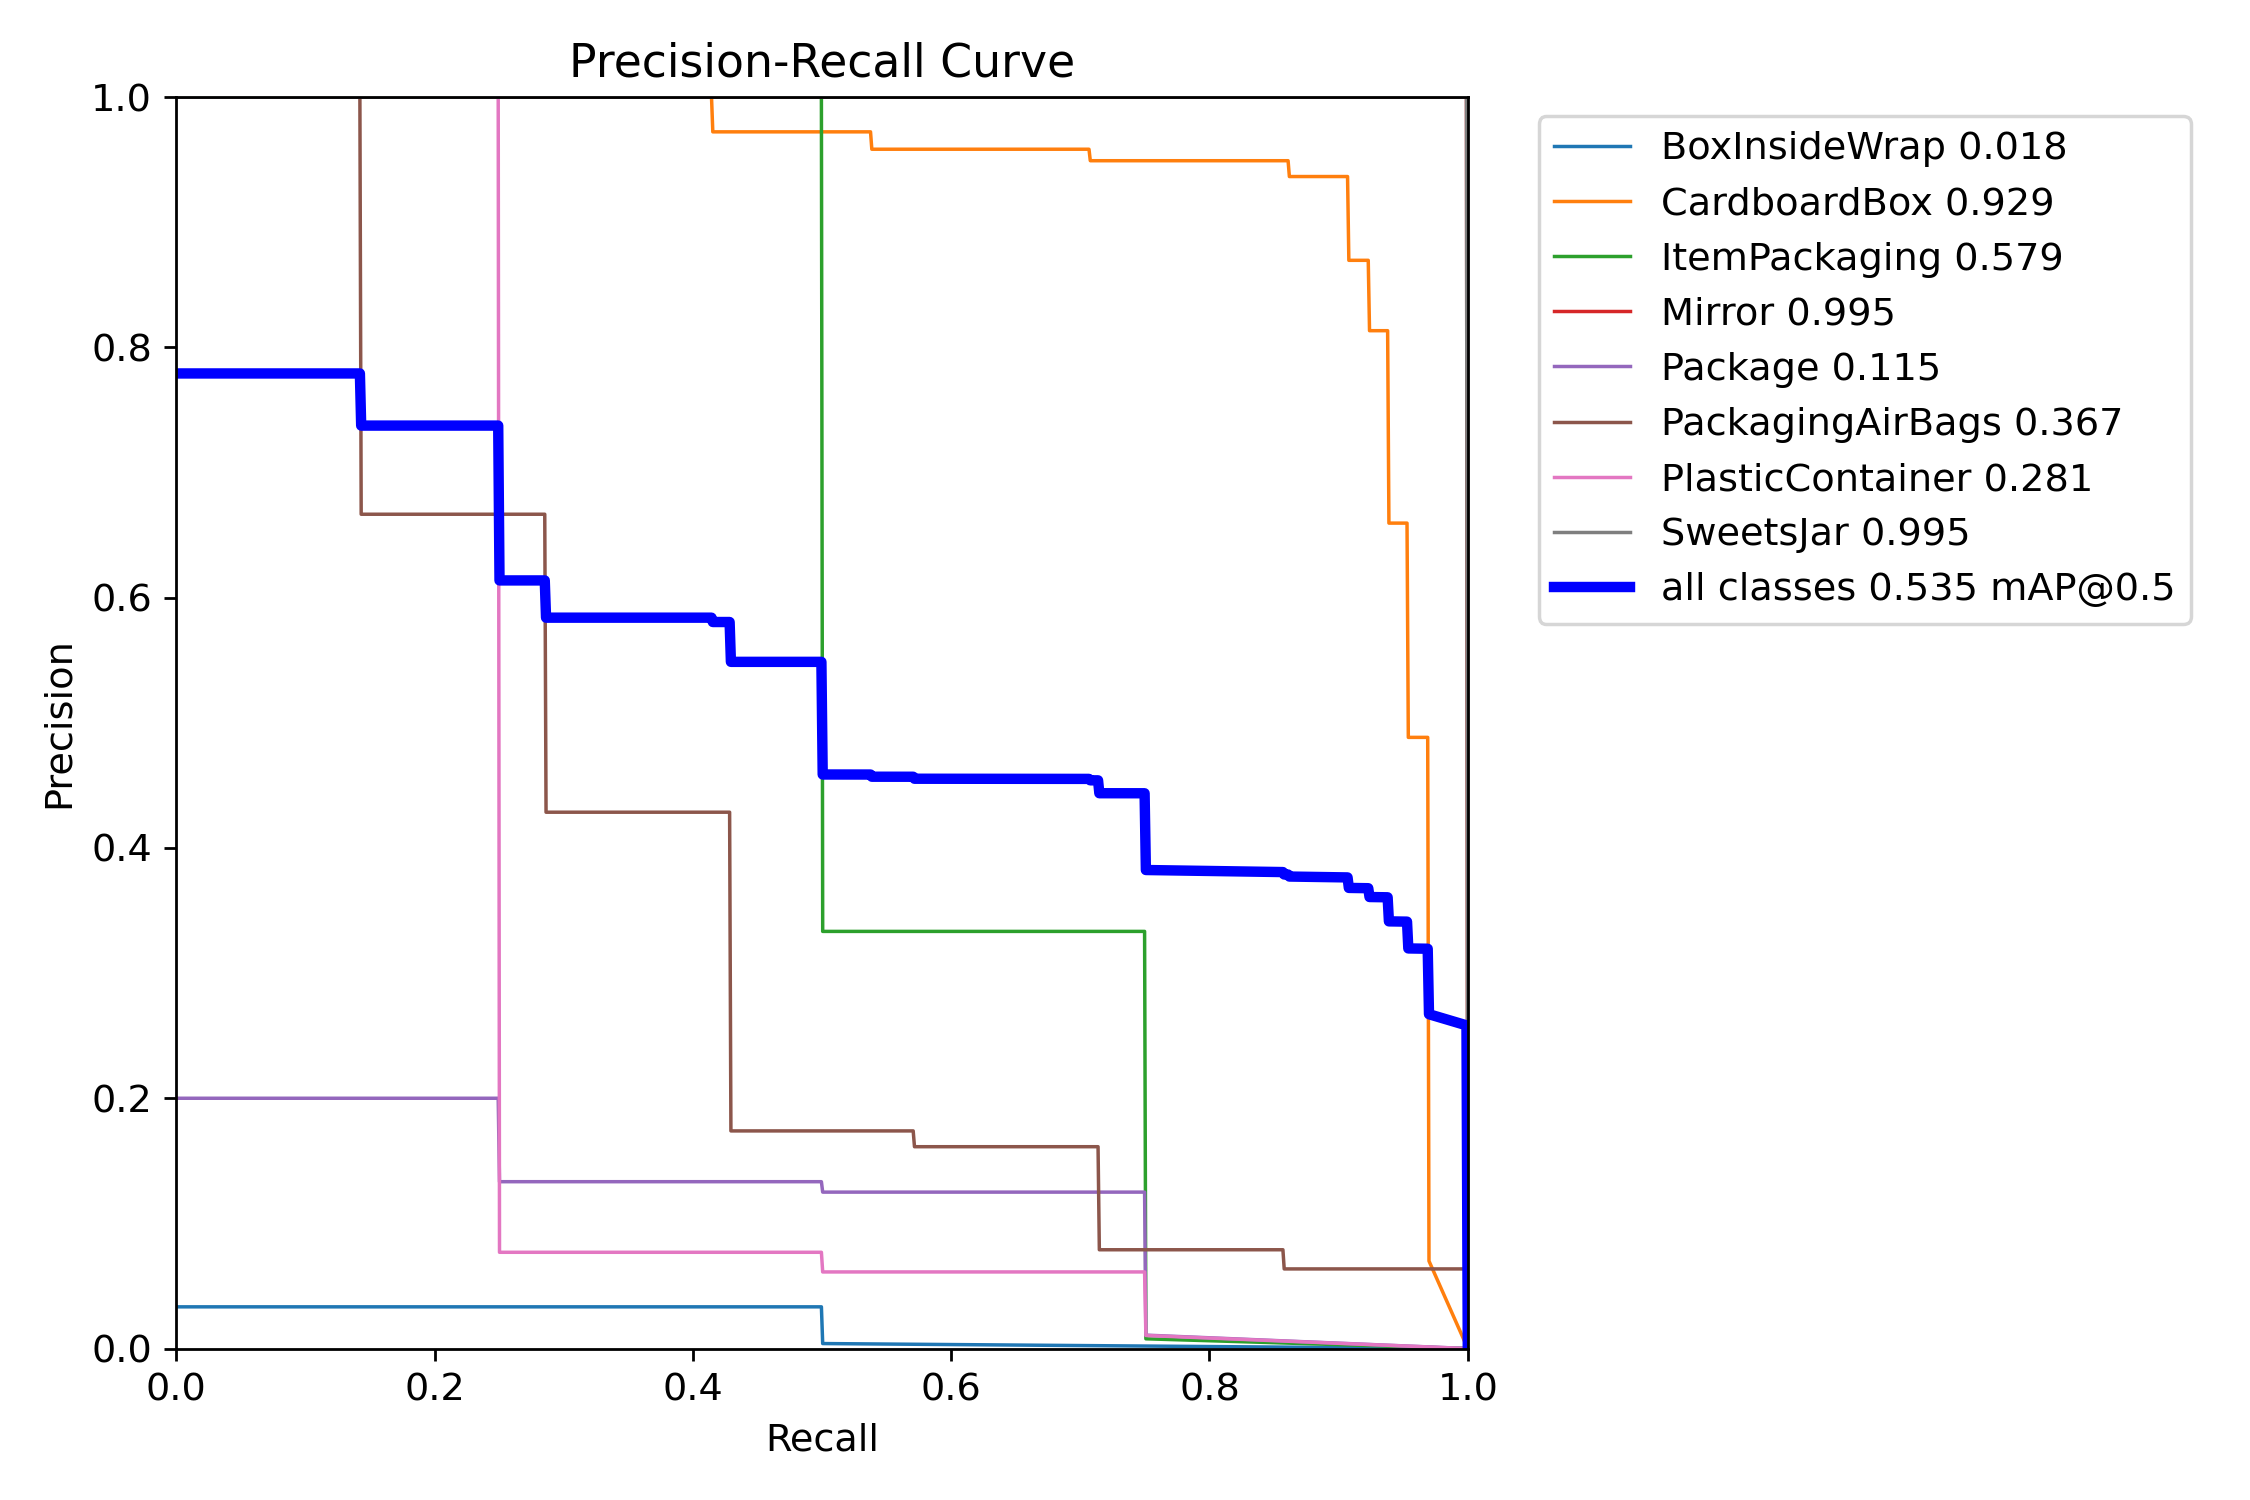 Precision-Recall Curve
1.0
0.8
0.6
0.4
0.2
0.0
Precision
0.0 0.2 0.4 0.6 0.8 1.0
Recall
BoxInsideWrap 0.018
CardboardBox 0.929
ItemPackaging 0.579
Mirror 0.995
Package 0.115
PackagingAirBags 0.367
PlasticContainer 0.281
SweetsJar 0.995
all classes 0.535 mAP@0.5